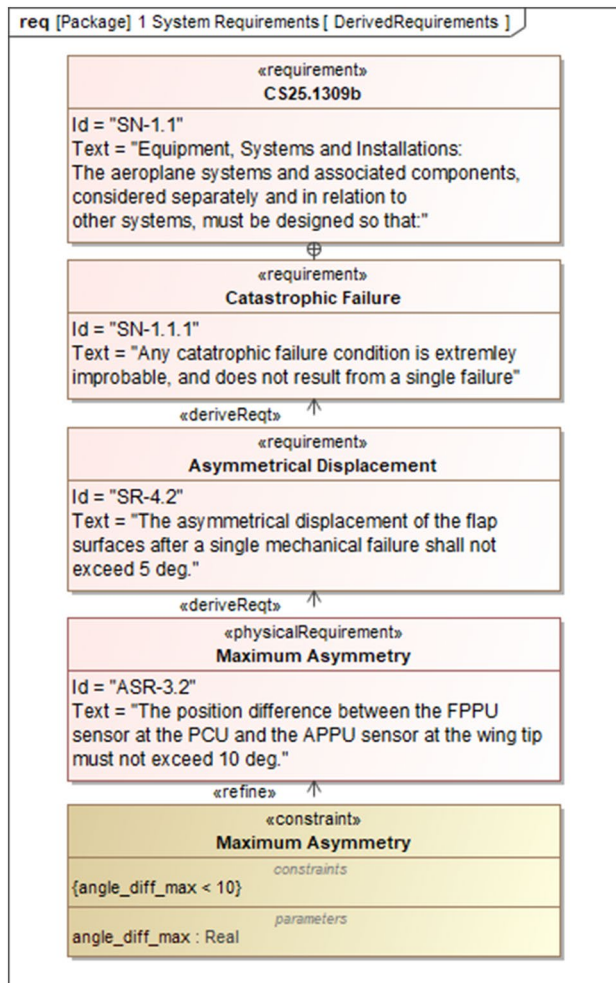 req [Package] 1 System Requirements [ DerivedRequirements ]
«requirement»
CS25.1309b
Id = "SN-1.1"
Text = "Equipment, Systems and Installations:
The aeroplane systems and associated components,
considered separately and in relation to
other systems, must be designed so that:"
«requirement»
Catastrophic Failure
Id = "SN-1.1.1"
Text = "Any catatrophic failure condition is extremley
improbable, and does not result from a single failure"
«deriveReqt»
«requirement»
Asymmetrical Displacement
Id = "SR-4.2"
Text = "The asymmetrical displacement of the flap
surfaces after a single mechanical failure shall not
exceed 5 deg."
«deriveReqt»
«physicalRequirement»
Maximum Asymmetry
Id = "ASR-3.2"
Text = "The position difference between the FPPU
sensor at the PCU and the APPU sensor at the wing tip
must not exceed 10 deg."
«refine»
«constraint»
Maximum Asymmetry
constraints
{angle_diff_max < 10}
parameters
angle_diff_max : Real